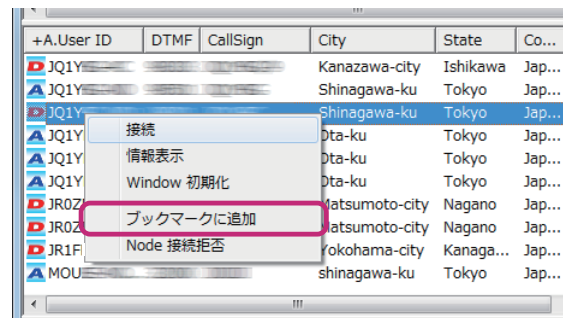 +A.User ID DTMF CallSign City State Co...
D JQ1Y Kanazawa-city Ishikawa Jap...
A JQ1Y Shinagawa-ku Tokyo Jap...
D JQ1Y Shinagawa-ku Tokyo Jap...
A JQ1Y 接続 Ota-ku Tokyo Jap...
A JQ1Y 情報表示 Ota-ku Tokyo Jap...
A JQ1Y Window 初期化 Ota-ku Tokyo Jap...
D JR0Z Matsumoto-city Nagano Jap...
D JR0Z ブックマークに追加 Matsumoto-city Nagano Jap...
D JR1F Node 接続拒否 Yokohama-city Kanaga... Jap...
A MOU shinagawa-ku Tokyo Jap...